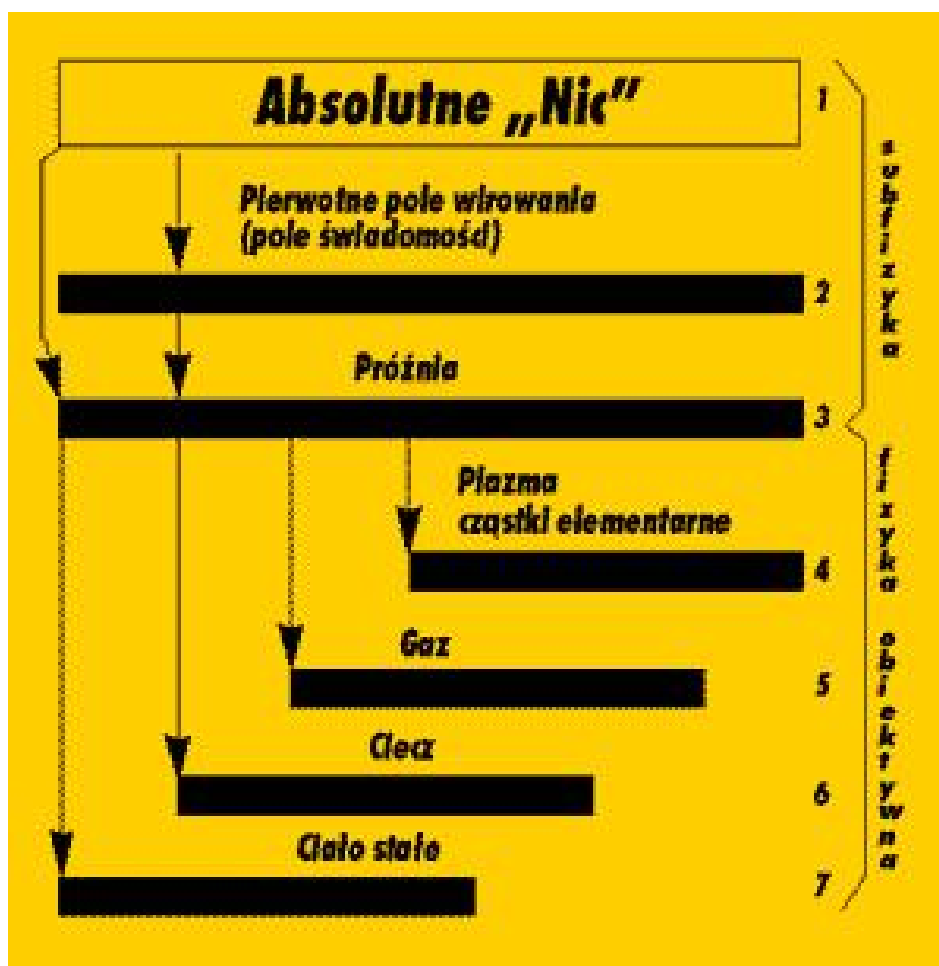 Absolutne „Nic”
1
Pierwotne pole wirowania
(pole świadomości)
2
Próżnia
3
Plazma
cząstki elementarne
4
Gaz
5
Ciecz
6
Ciało stałe
7
subfizyka
fizyka obiektywna